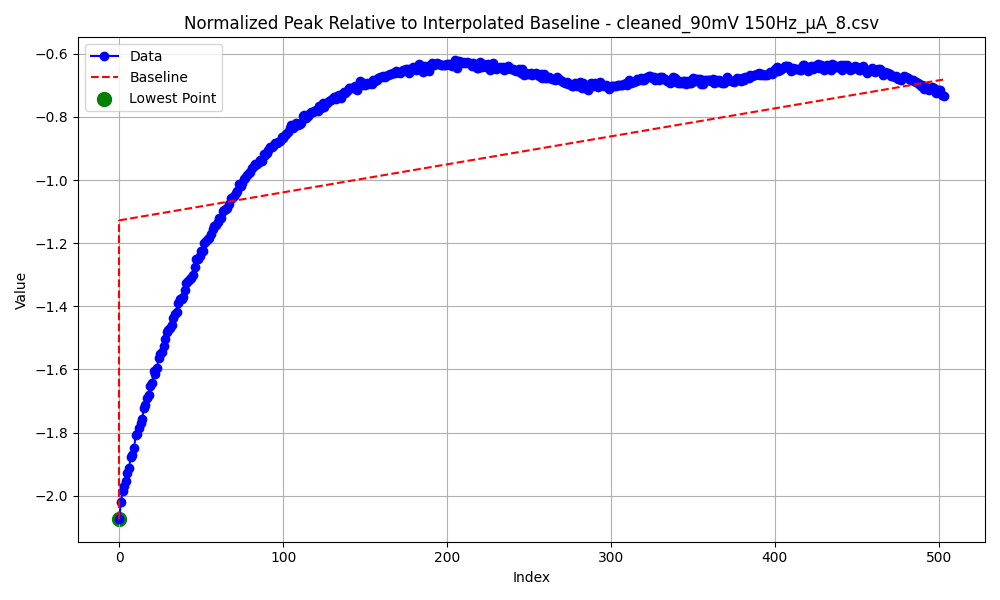 Normalized Peak Relative to Interpolated Baseline - cleaned_90mV 150Hz_µA_8.csv
Data
Baseline
Lowest Point
−0.6
−0.8
−1.0
−1.2
−1.4
−1.6
−1.8
−2.0
Value
0 100 200 300 400 500
Index